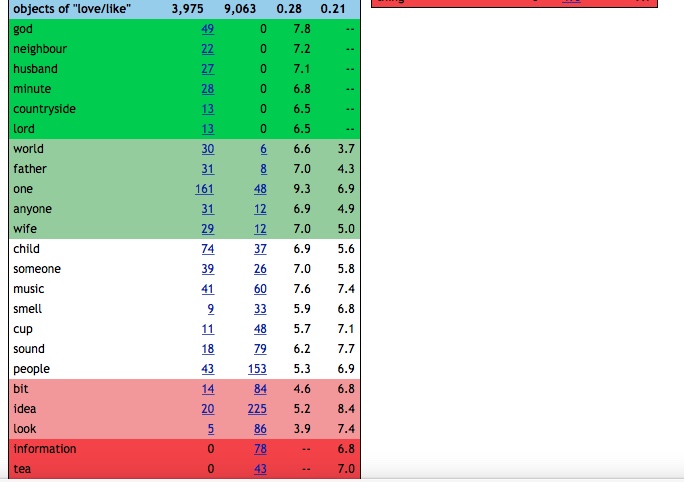 objects of "love/like" 3,975 9,063 0.28 0.21
god 49 0 7.8 --
neighbour 22 0 7.2 --
husband 27 0 7.1 --
minute 28 0 6.8 --
countryside 13 0 6.5 --
lord 13 0 6.5 --
world 30 6 6.6 3.7
father 31 8 7.0 4.3
one 161 48 9.3 6.9
anyone 31 12 6.9 4.9
wife 29 12 7.0 5.0
child 74 37 6.9 5.6
someone 39 26 7.0 5.8
music 41 60 7.6 7.4
smell 9 33 5.9 6.8
cup 11 48 5.7 7.1
sound 18 79 6.2 7.7
people 43 153 5.3 6.9
bit 14 84 4.6 6.8
idea 20 225 5.2 8.4
look 5 86 3.9 7.4
information 0 78 -- 6.8
tea 0 43 -- 7.0